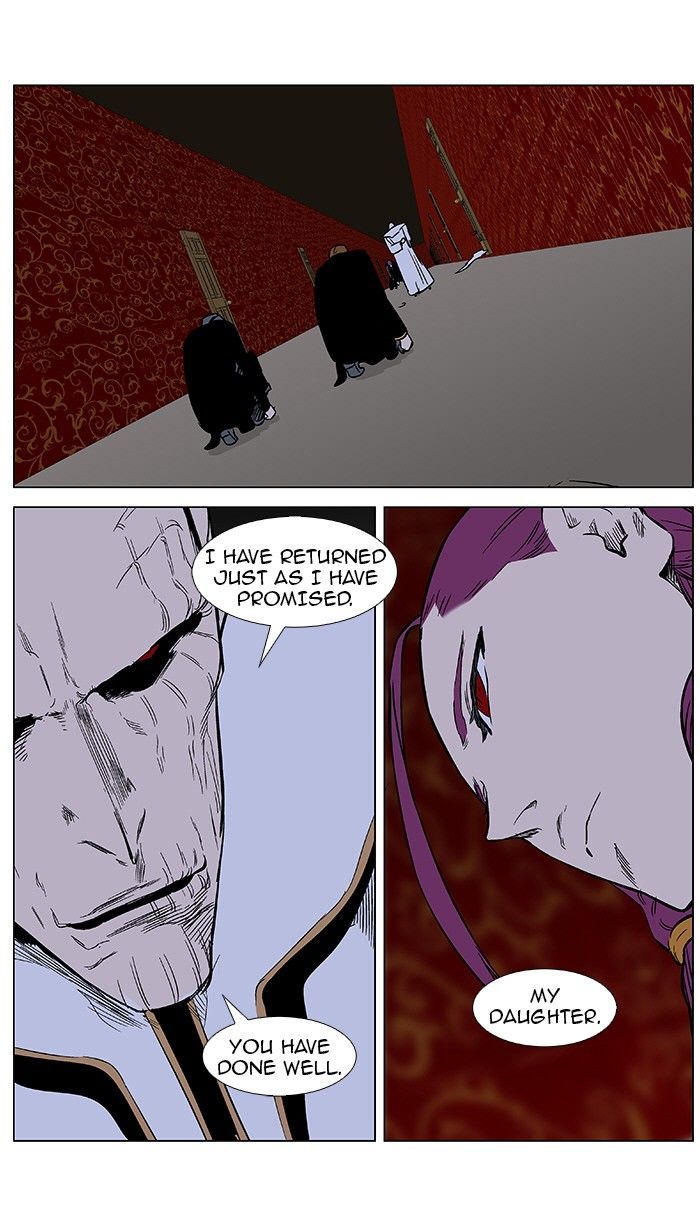 I HAVE RETURNED
JUST AS I HAVE
PROMISED.
YOU HAVE
DONE WELL,
MY
DAUGHTER.